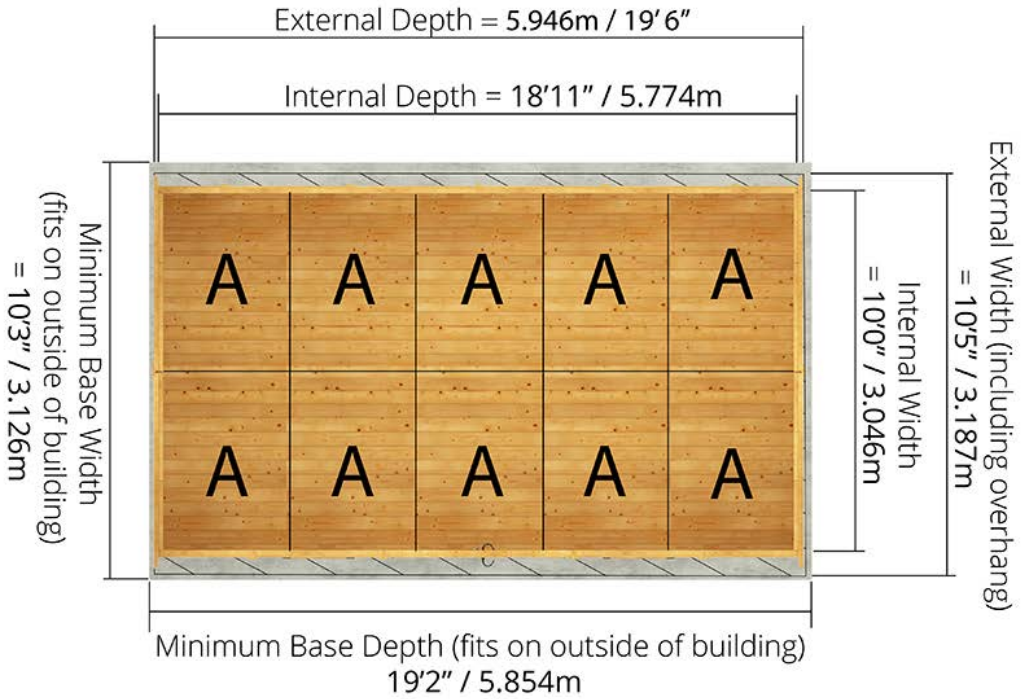 External Depth = 5.946m / 19’6”
Internal Depth = 18’11” / 5.774m
Minimum Base Width
(fits on outside of building)
= 10’3” / 3.126m
A A A A A
A A A A A
Internal Width
= 10’0” / 3.046m
External Width (including overhang)
= 10’5” / 3.187m
Minimum Base Depth (fits on outside of building)
19’2” / 5.854m